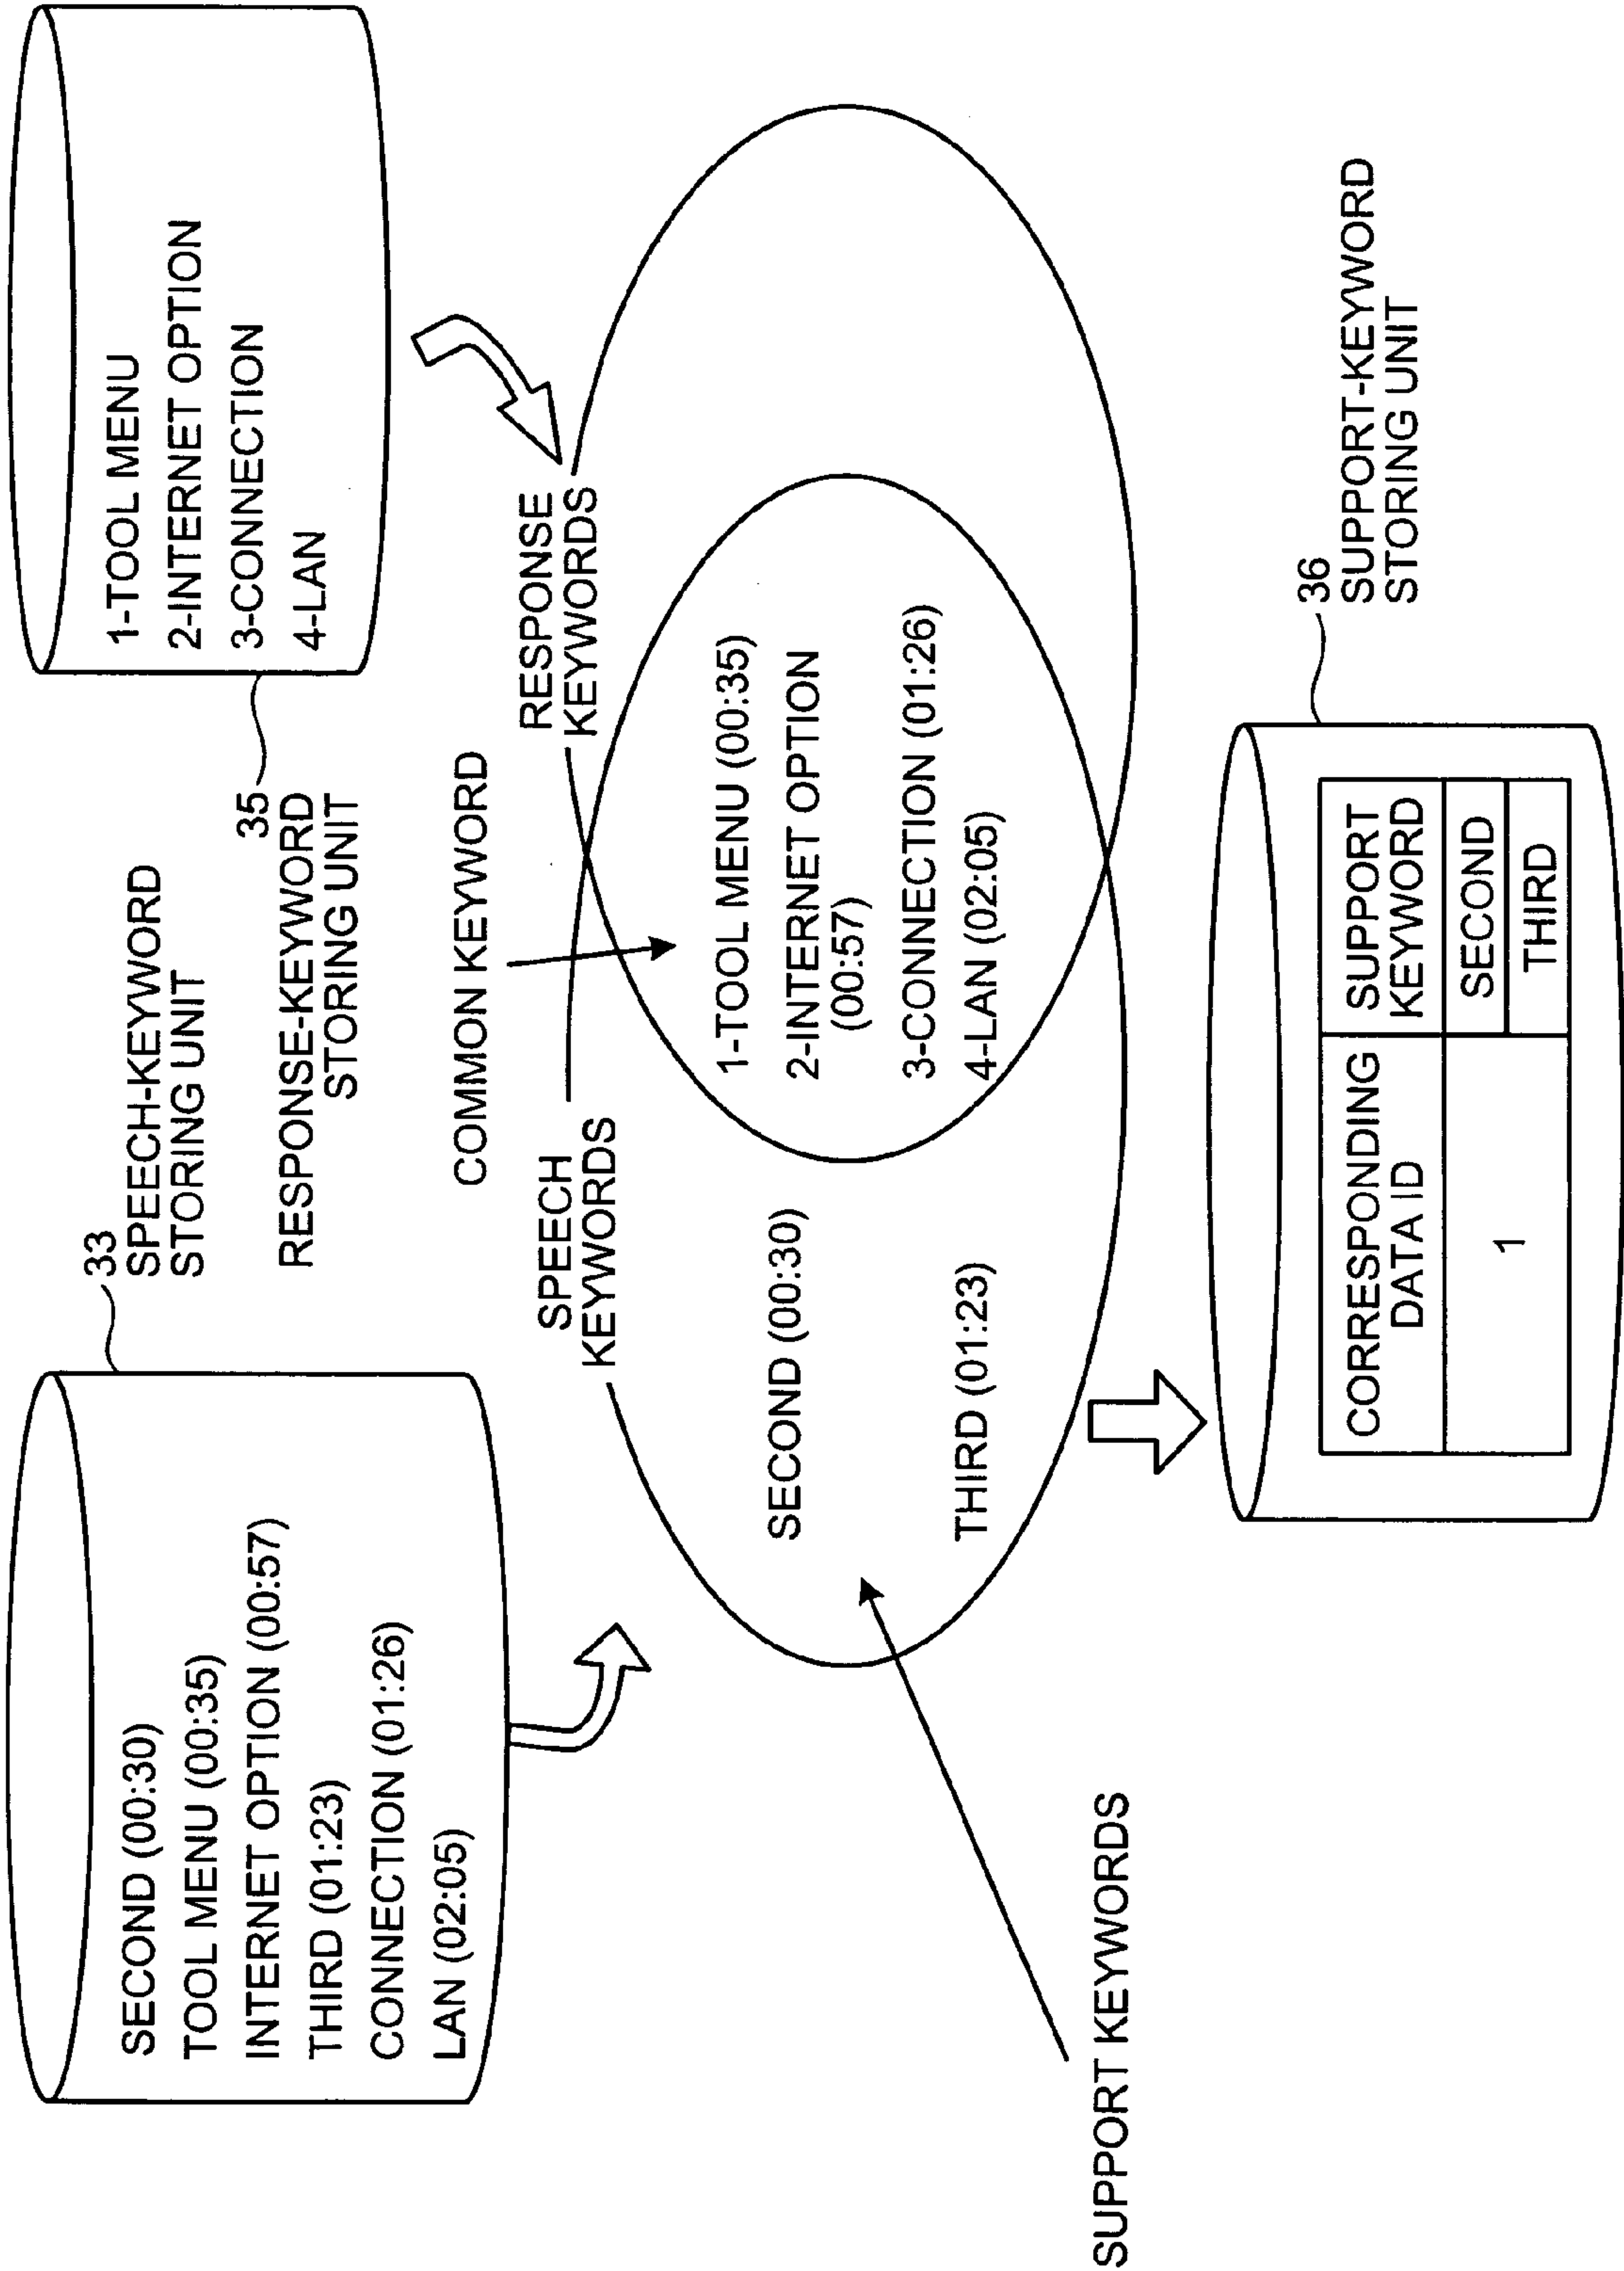 33
SPEECH-KEYWORD
STORING UNIT
SECOND (00:30)
TOOL MENU (00:35)
INTERNET OPTION (00:57)
THIRD (01:23)
CONNECTION (01:26)
LAN (02:05)
35
RESPONSE-KEYWORD
STORING UNIT
1-TOOL MENU
2-INTERNET OPTION
3-CONNECTION
4-LAN
COMMON KEYWORD
SPEECH
KEYWORDS
RESPONSE
KEYWORDS
SECOND (00:30)
THIRD (01:23)
1-TOOL MENU (00:35)
2-INTERNET OPTION
(00:57)
3-CONNECTION (01:26)
4-LAN (02:05)
SUPPORT KEYWORDS
36
SUPPORT-KEYWORD
STORING UNIT
CORRESPONDING
DATA ID
SUPPORT
KEYWORD
1
SECOND
THIRD